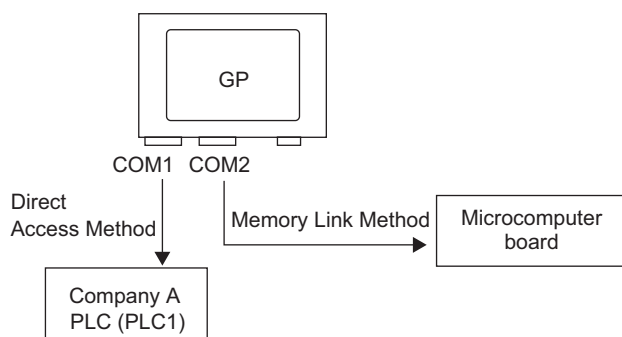 GP
COM1 COM2
Direct
Access Method
Memory Link Method
Microcomputer
board
Company A
PLC (PLC1)